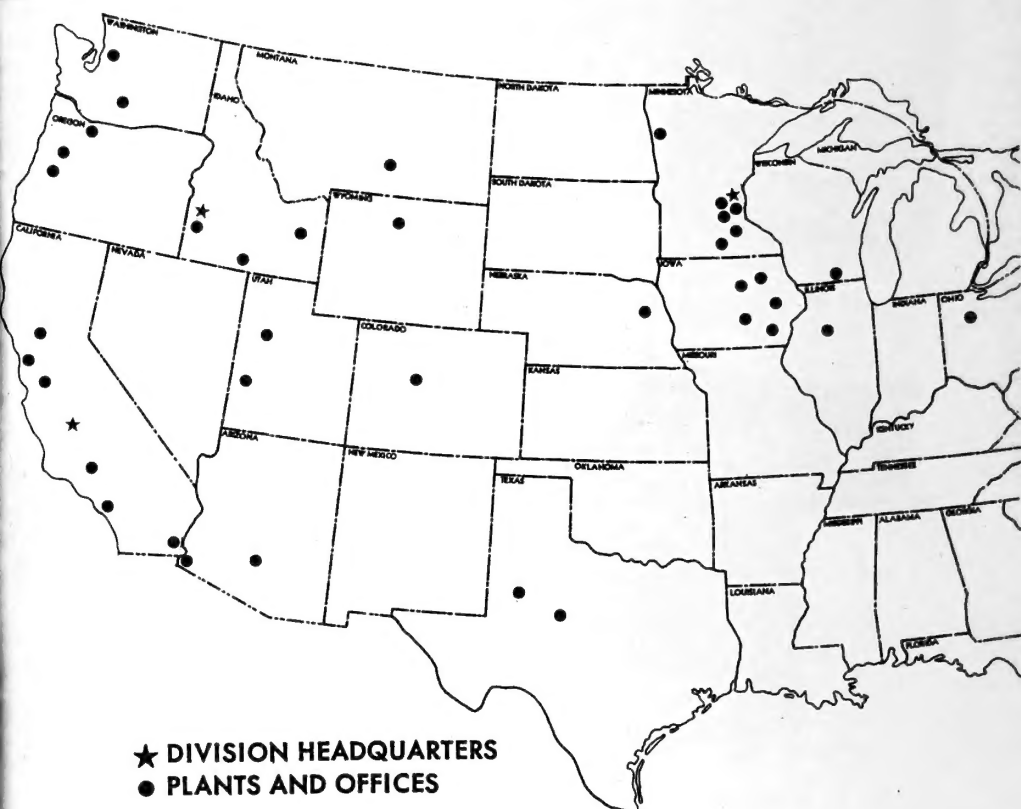 WASHINGTON
MONTANA
NORTH DAKOTA
MINNESOTA
IDAHO
OREGON
MICHIGAN
WISCONSIN
SOUTH DAKOTA
WYOMING
CALIFORNIA
NEVADA
IOWA
UTAH
NEBRASKA
ILLINOIS
INDIANA
OHIO
COLORADO
MISSOURI
KANSAS
KENTUCKY
ARIZONA
NEW MEXICO
OKLAHOMA
TENNESSEE
TEXAS
ARKANSAS
MISSISSIPPI
ALABAMA
GEORGIA
LOUISIANA
FLORIDA
★ DIVISION HEADQUARTERS
● PLANTS AND OFFICES